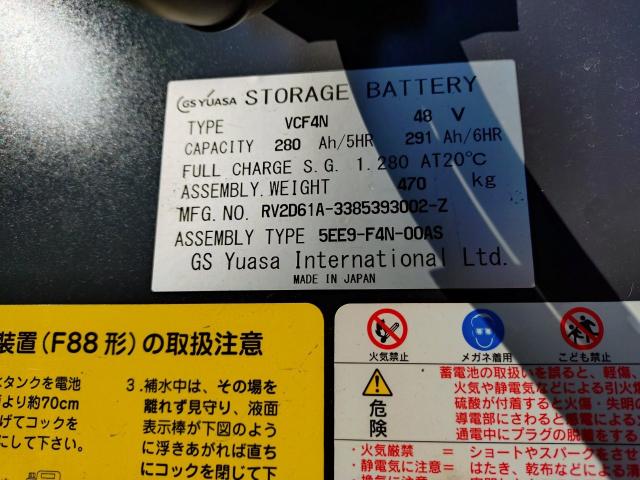 GS YUASA STORAGE BATTERY
TYPE VCF4N 48 V
CAPACITY 280 Ah/5HR 291 Ah/6HR
FULL CHARGE S.G. 1.280 AT20℃
ASSEMBLY.WEIGHT 470 kg
MFG.NO. RV2D61A-3385393002-Z
ASSEMBLY TYPE 5EE9-F4N-00AS
GS Yuasa International Ltd.
MADE IN JAPAN
装置(F88形)の取扱注意
タンクを電池
より約70cm
げてコックを
にして下さい。
3.補水中は、その場を
離れず見守り、液面
表示棒が下図のよう
に浮きあがれば直ち
にコックを閉じて下
火気禁止
メガネ着用
こども禁止
危険
蓄電池の取扱いを誤ると、軽傷、
火気や静電気などによる引火
硫酸が付着すると火傷・失明の
導電部にさわると感電による
通電中にプラグの脱着をする
・火気厳禁 = ショートやスパークをさせ
・静電気に注意= はたき、乾布などによる清